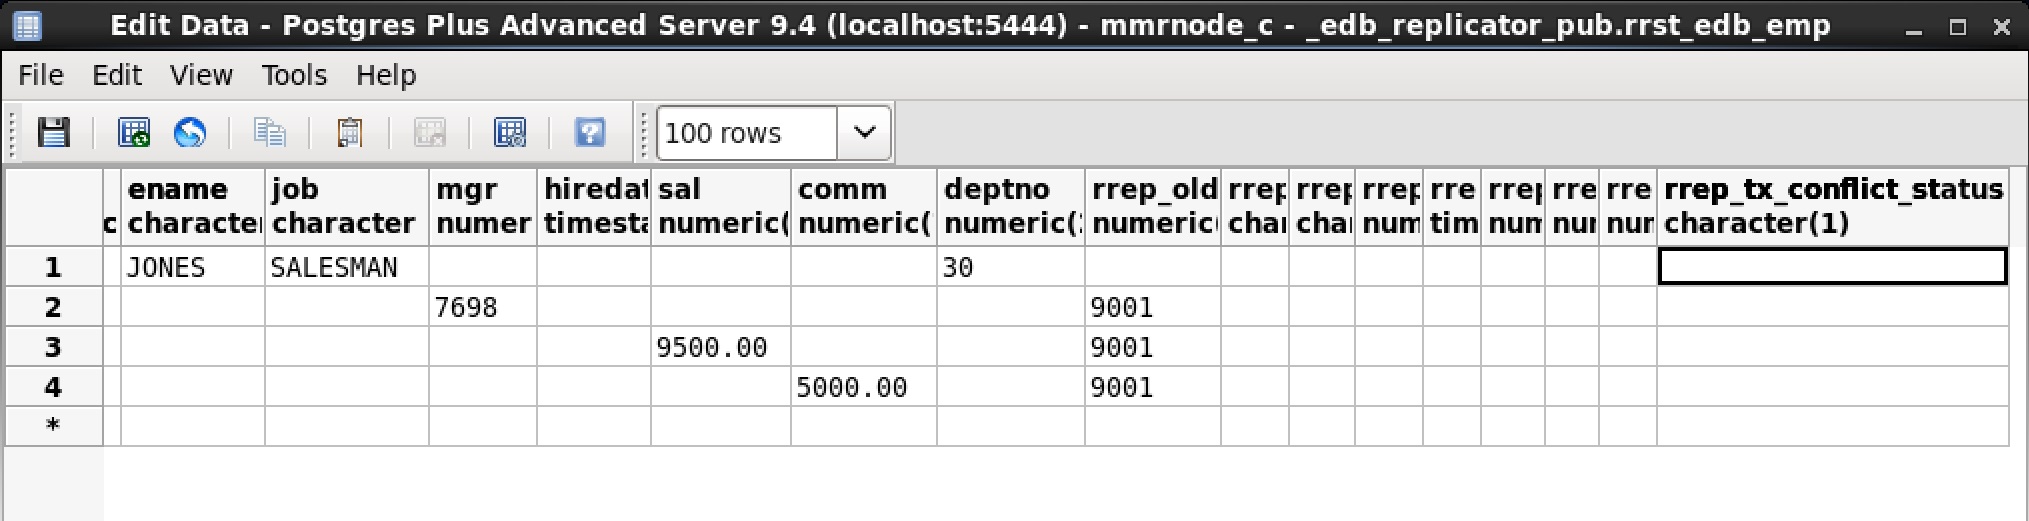 Edit Data - Postgres Plus Advanced Server 9.4 (localhost:5444) - mmrnode_c - _edb_replicator_pub.rrst_edb_emp
File Edit View Tools Help
100 rows
ename job mgr hiredat sal comm deptno rrep_old rrep rrep rrep rre rrep rre rre rrep_tx_conflict_status
c character character numer timesta numeric( numeric( numeric(2 numeric( char char num tim num num num character(1)
1 JONES SALESMAN 30
2 7698 9001
3 9500.00 9001
4 5000.00 9001
*